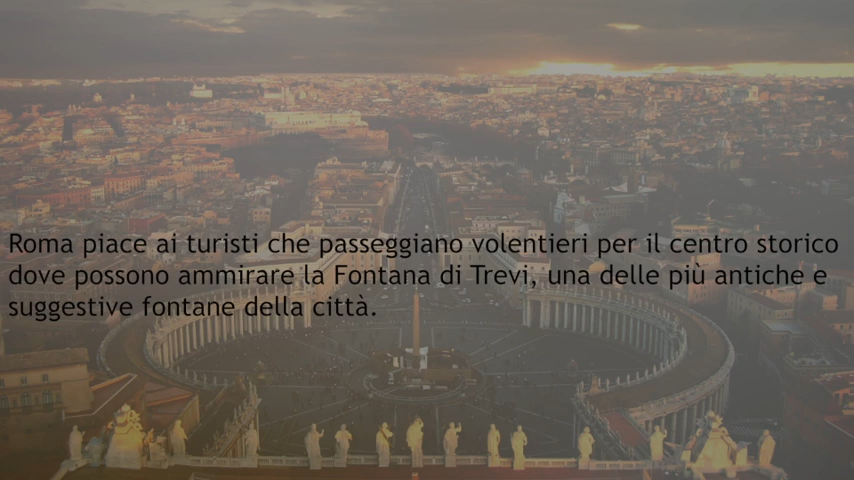 Roma piace ai turisti che passeggiano volentieri per il centro storico
dove possono ammirare la Fontana di Trevi, una delle più antiche e
suggestive fontane della città.